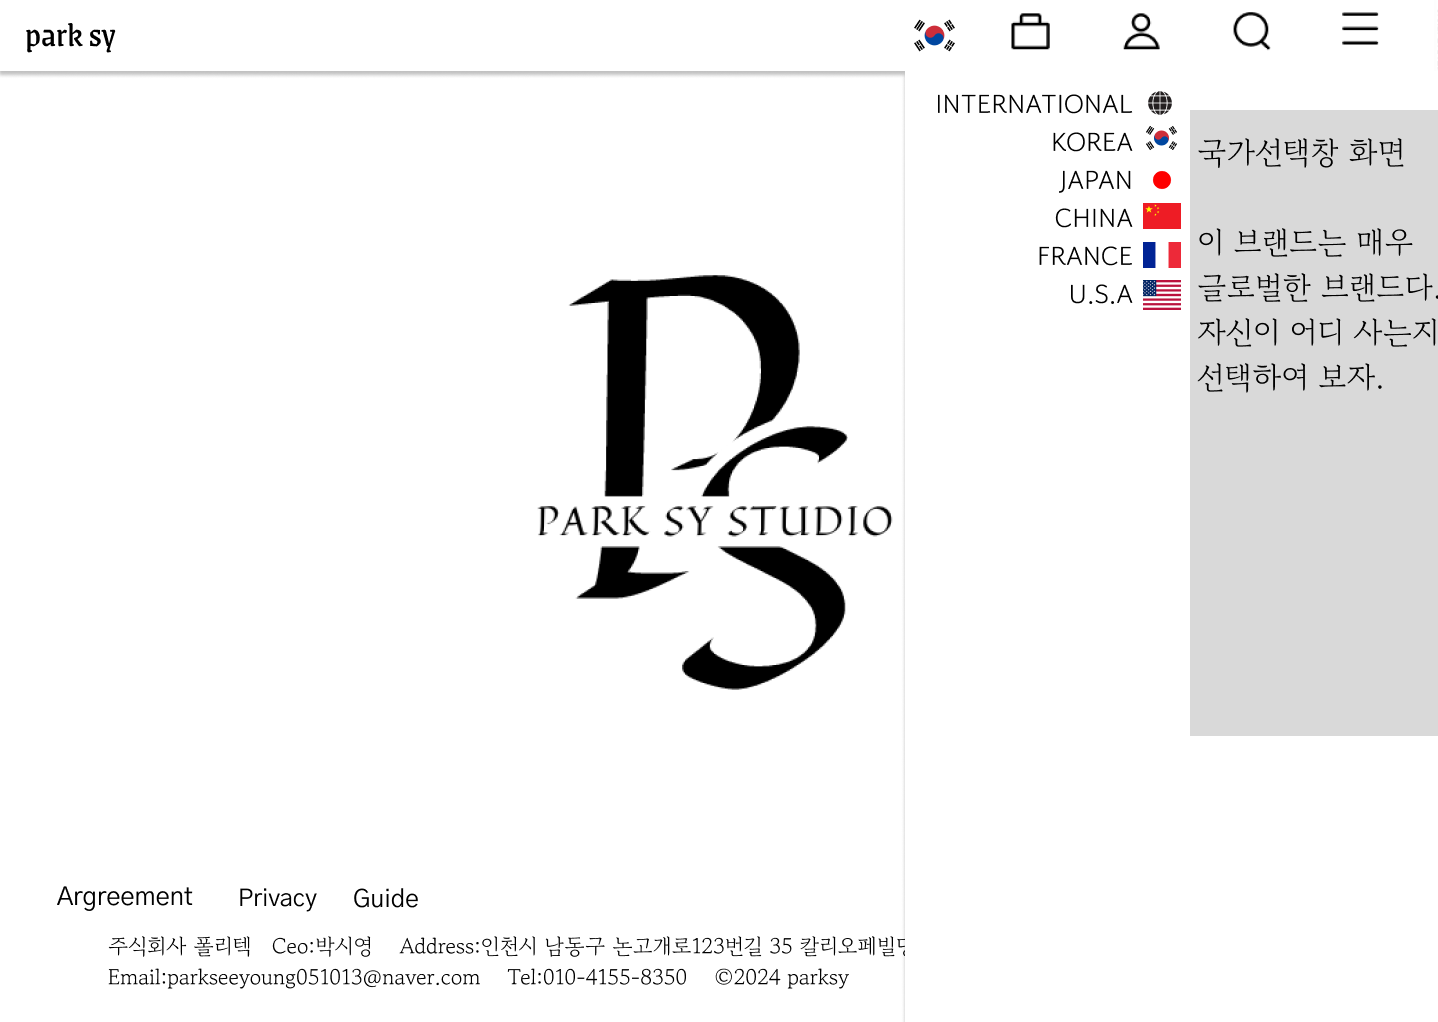 park sy
INTERNATIONAL
KOREA
JAPAN
CHINA
FRANCE
U.S.A
국가선택창 화면
이 브랜드는 매우
글로벌한 브랜드다.
자신이 어디 사는지
선택하여 보자.
PS
PARK SY STUDIO
Argreement Privacy Guide
주식회사 폴리텍 Ceo:박시영 Address:인천시 남동구 논고개로123번길 35 칼리오페빌딩
Email:parkseeyoung051013@naver.com Tel:010-4155-8350 ©2024 parksy